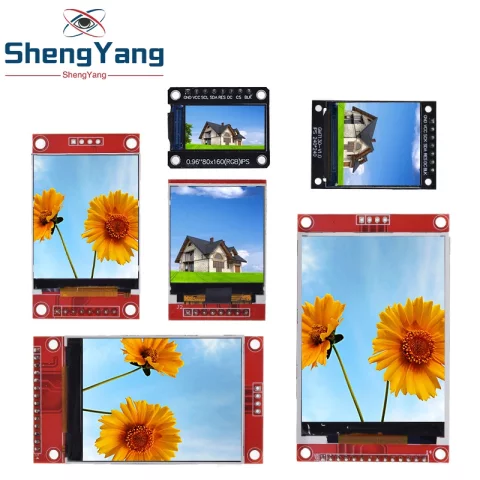 ShengYang
ShengYang
GND VCC SCL SDA RES DC CS BLK
0.96"80x160(RGB)IPS